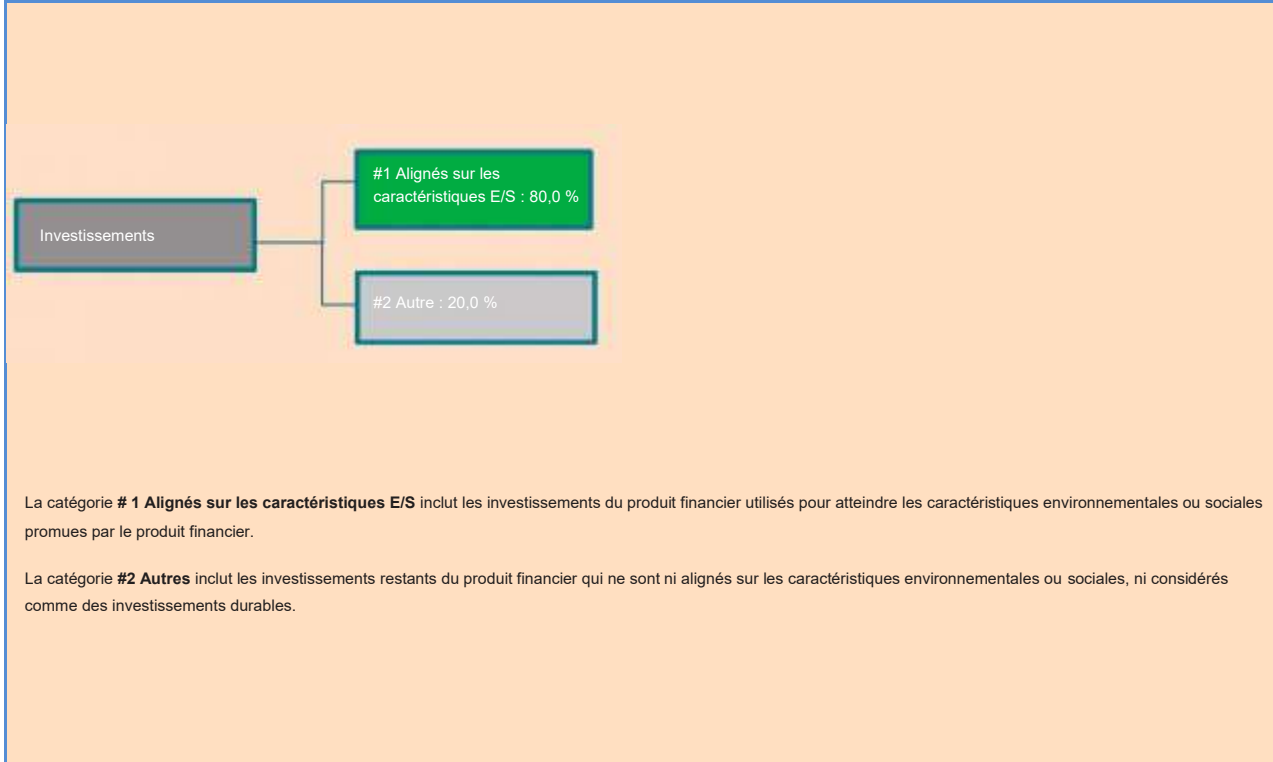 #1 Alignés sur les
caractéristiques E/S : 80,0 %
Investissements
#2 Autre : 20,0 %
La catégorie # 1 Alignés sur les caractéristiques E/S inclut les investissements du produit financier utilisés pour atteindre les caractéristiques environnementales ou sociales
promues par le produit financier.
La catégorie #2 Autres inclut les investissements restants du produit financier qui ne sont ni alignés sur les caractéristiques environnementales ou sociales, ni considérés
comme des investissements durables.